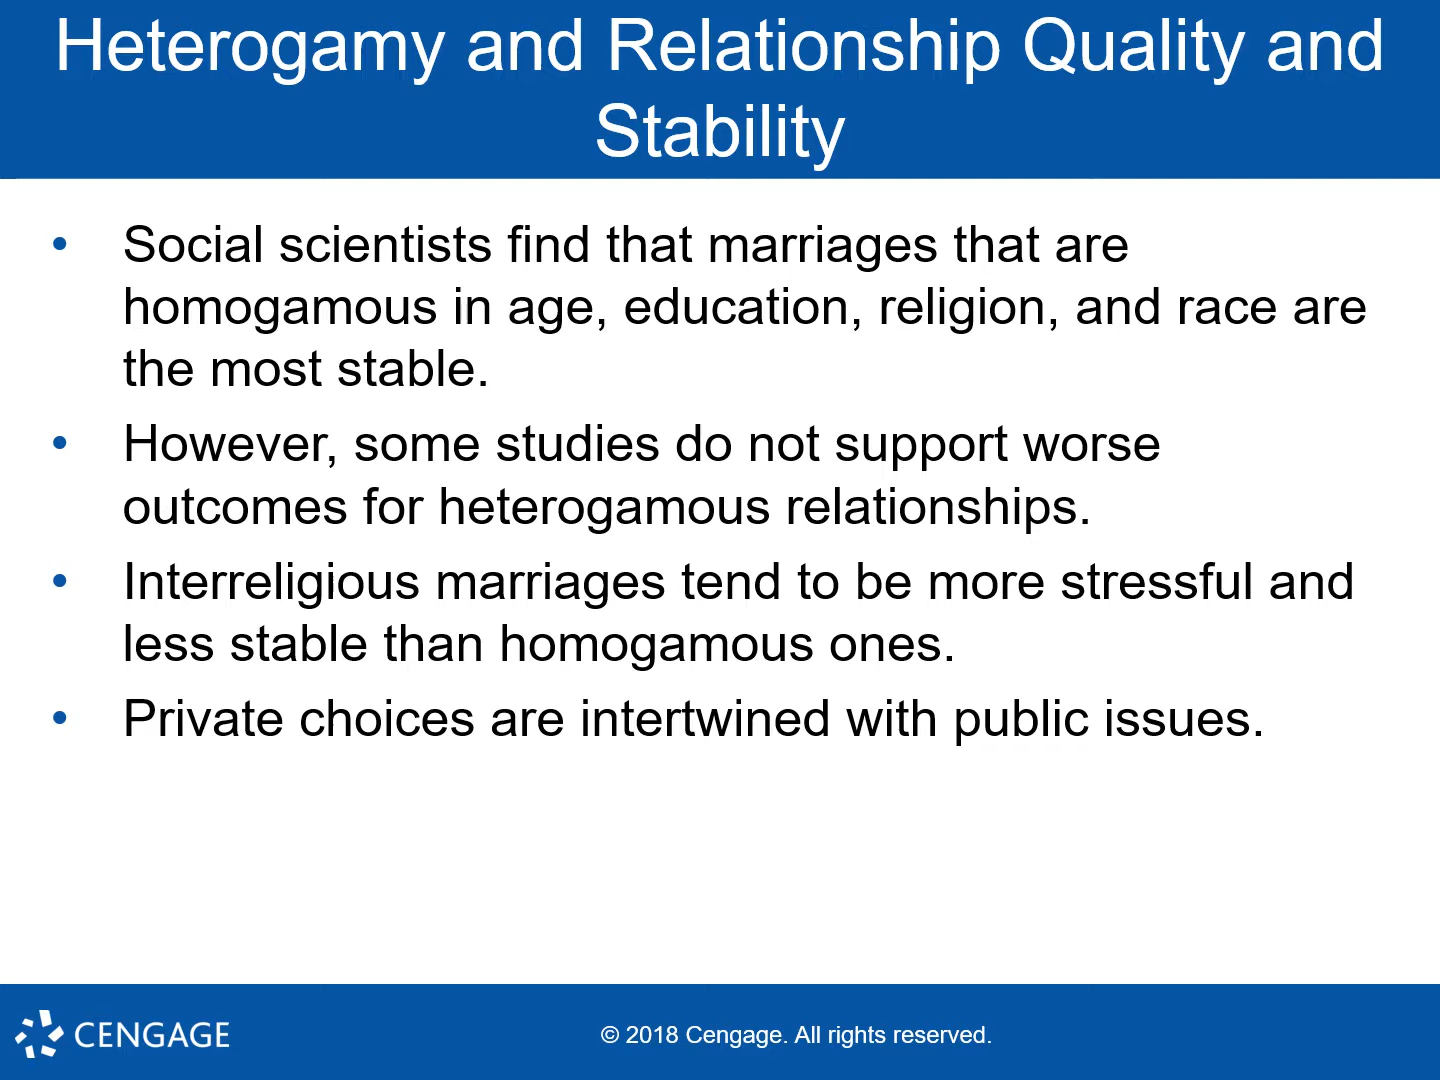 Heterogamy and Relationship Quality and
Stability
• Social scientists find that marriages that are
homogamous in age, education, religion, and race are
the most stable.
• However, some studies do not support worse
outcomes for heterogamous relationships.
• Interreligious marriages tend to be more stressful and
less stable than homogamous ones.
• Private choices are intertwined with public issues.
CENGAGE
© 2018 Cengage. All rights reserved.